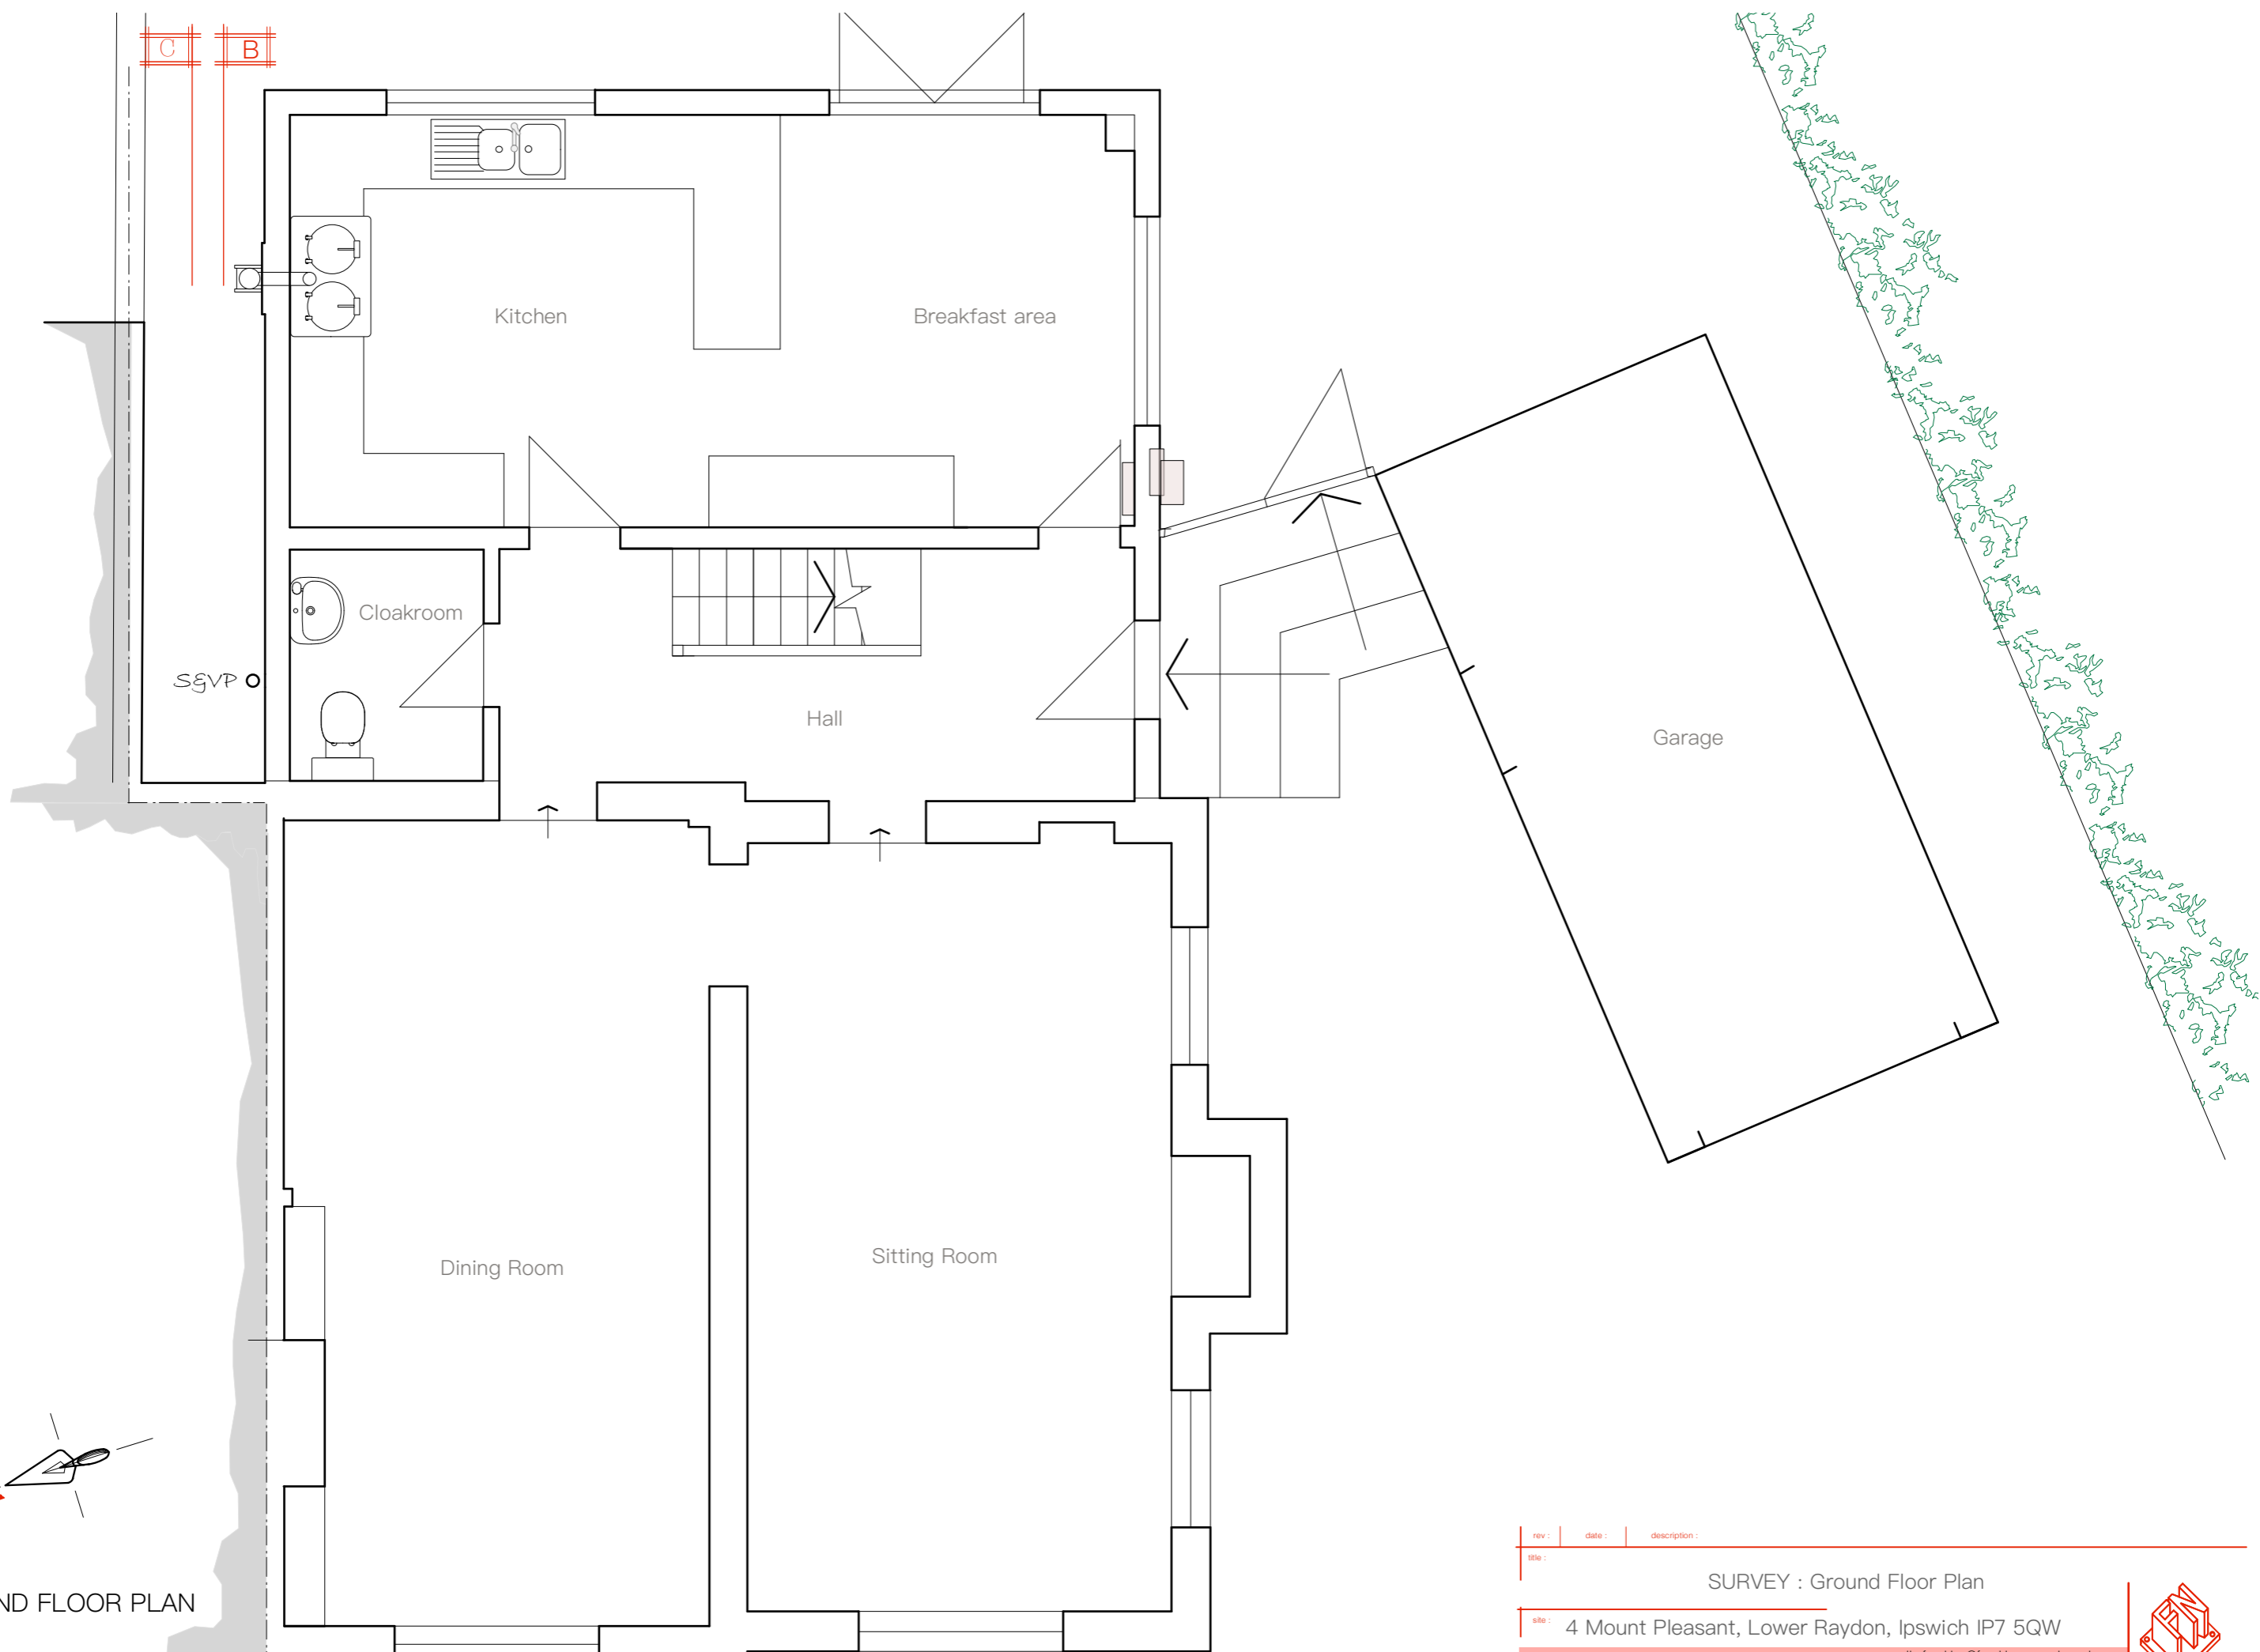 C B
Kitchen
Breakfast area
Cloakroom
S&VP
Hall
Garage
Dining Room
Sitting Room
ND FLOOR PLAN
rev : date : description :
title :
SURVEY : Ground Floor Plan
site : 4 Mount Pleasant, Lower Raydon, Ipswich IP7 5QW